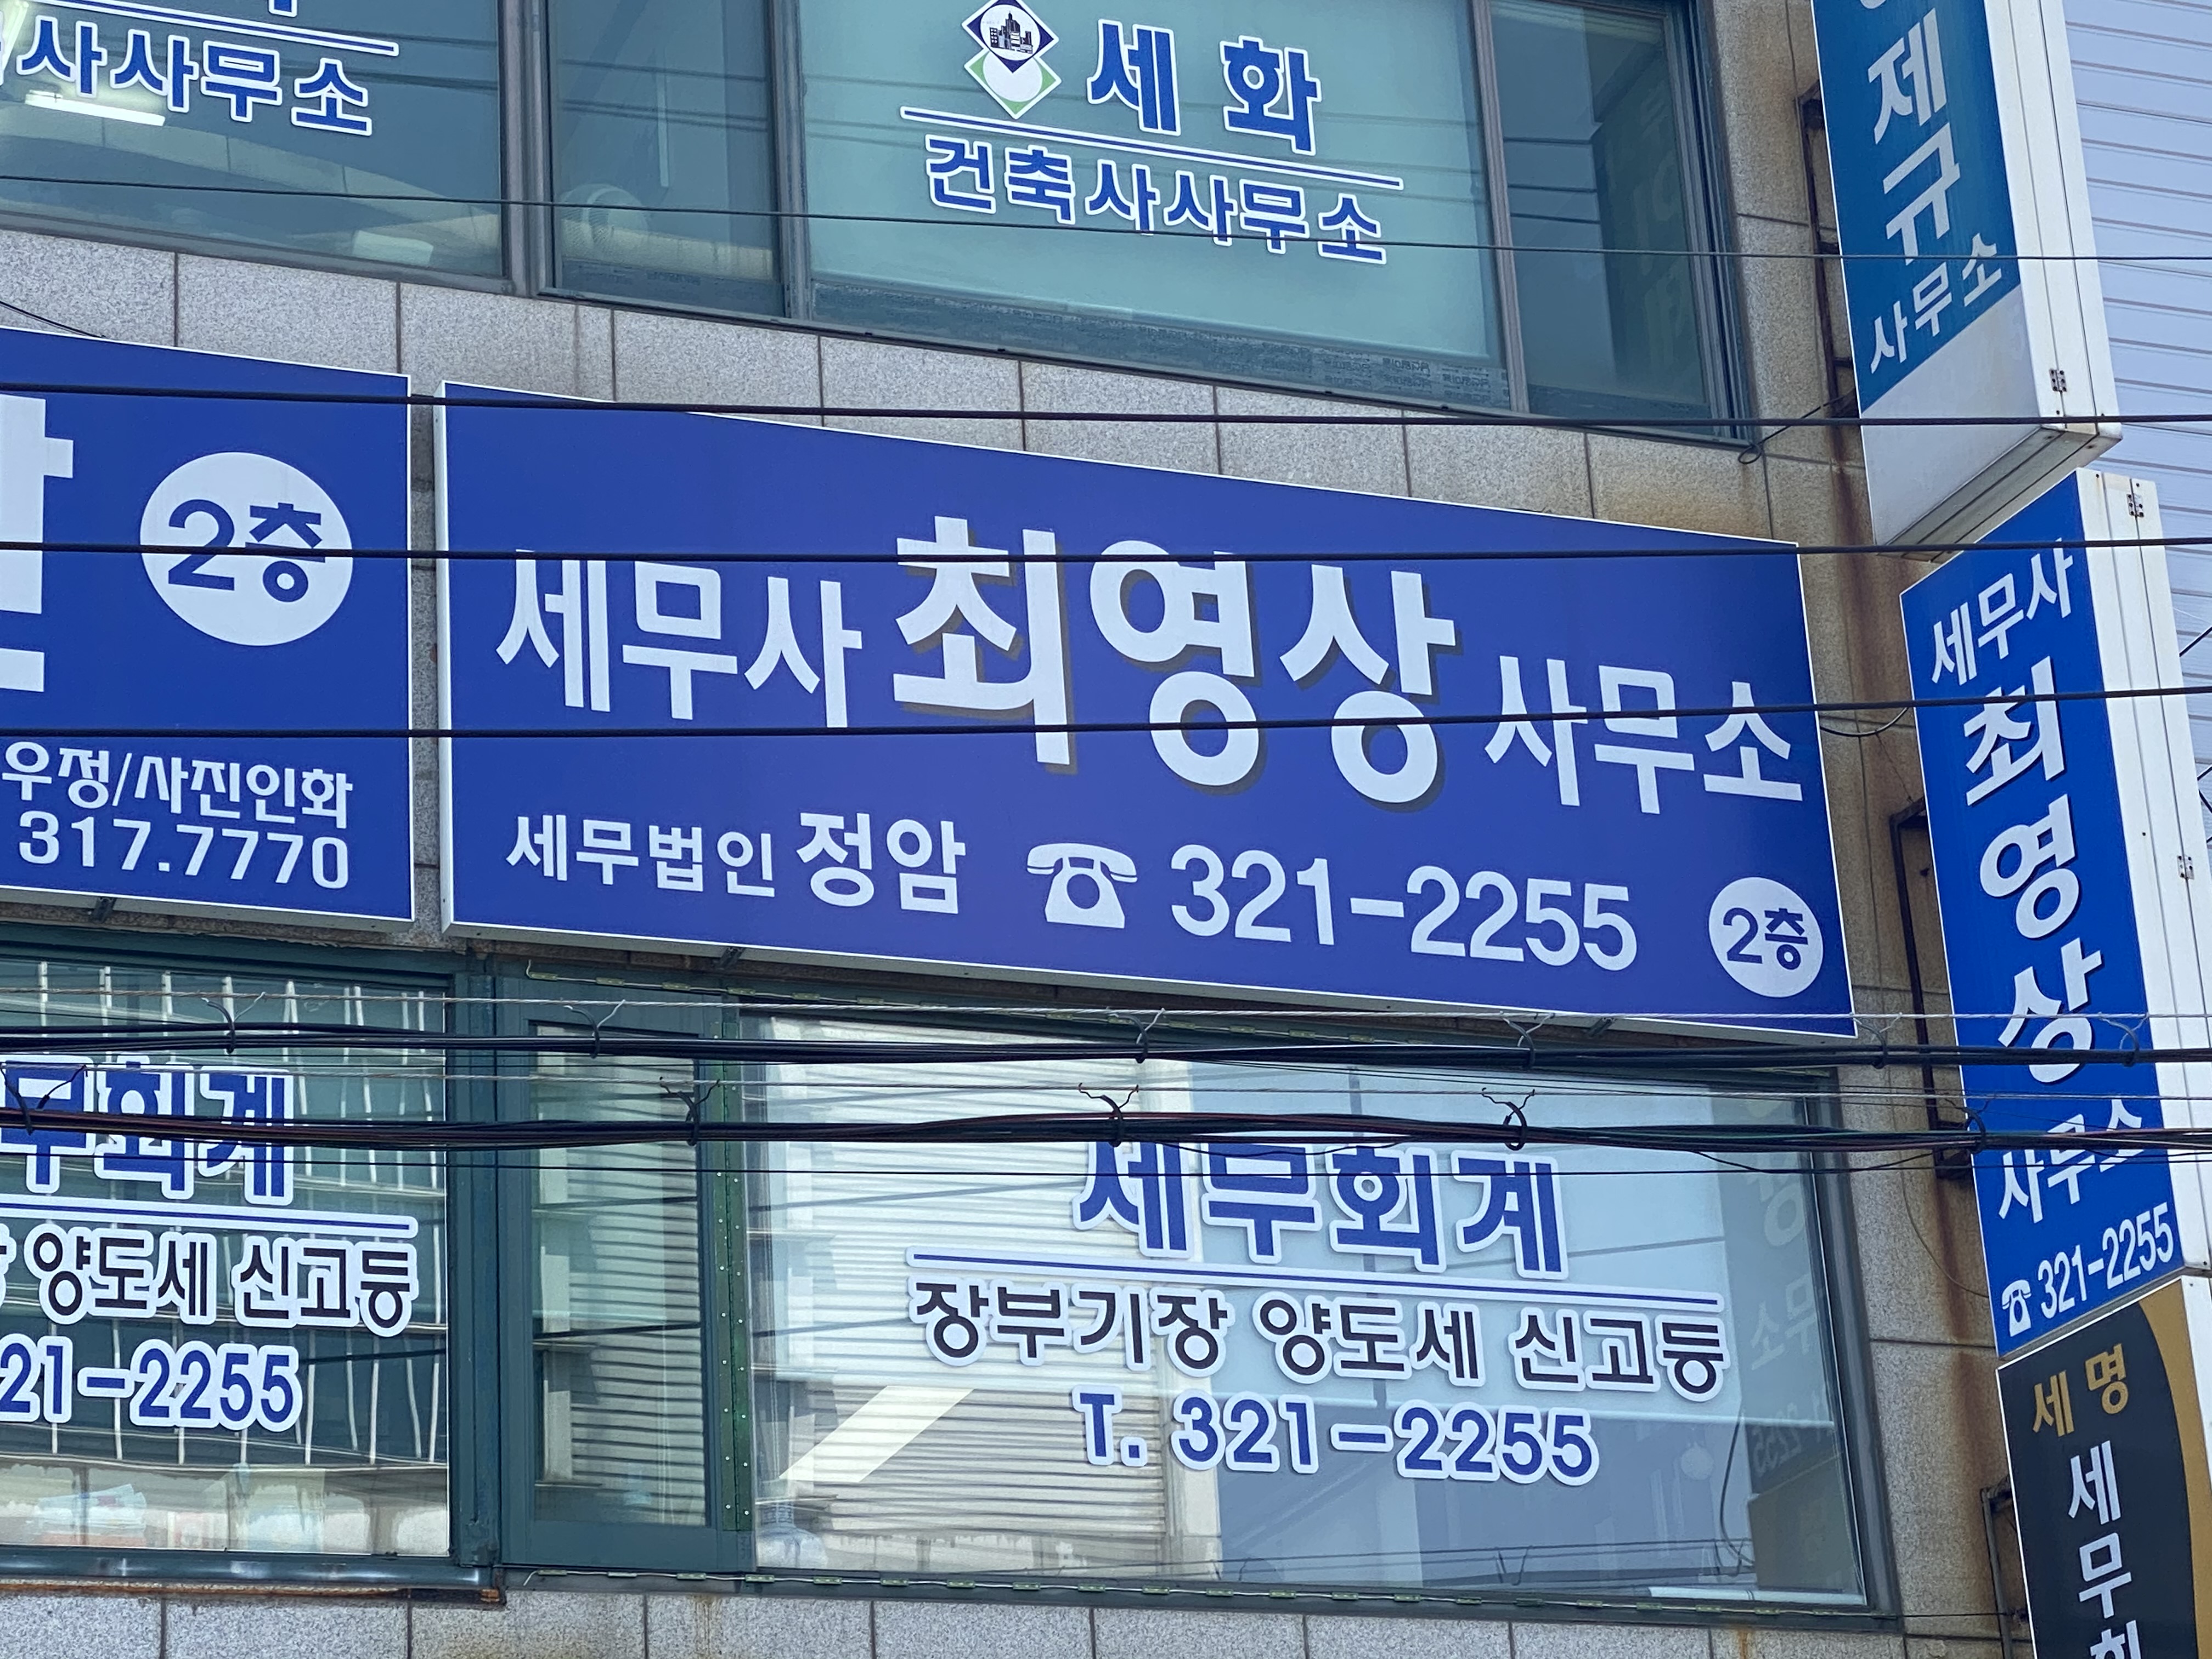 사사무소
세화
건축사사무소
제규
사무소
2층
우정/사진인화
317.7770
세무사 최영상 사무소
세무법인 정암 ☎ 321-2255 2층
세무사
최영상
사무소
☎ 321-2255
무회계
양도세 신고등
21-2255
세무회계
장부기장 양도세 신고등
T. 321-2255
세명
세무회